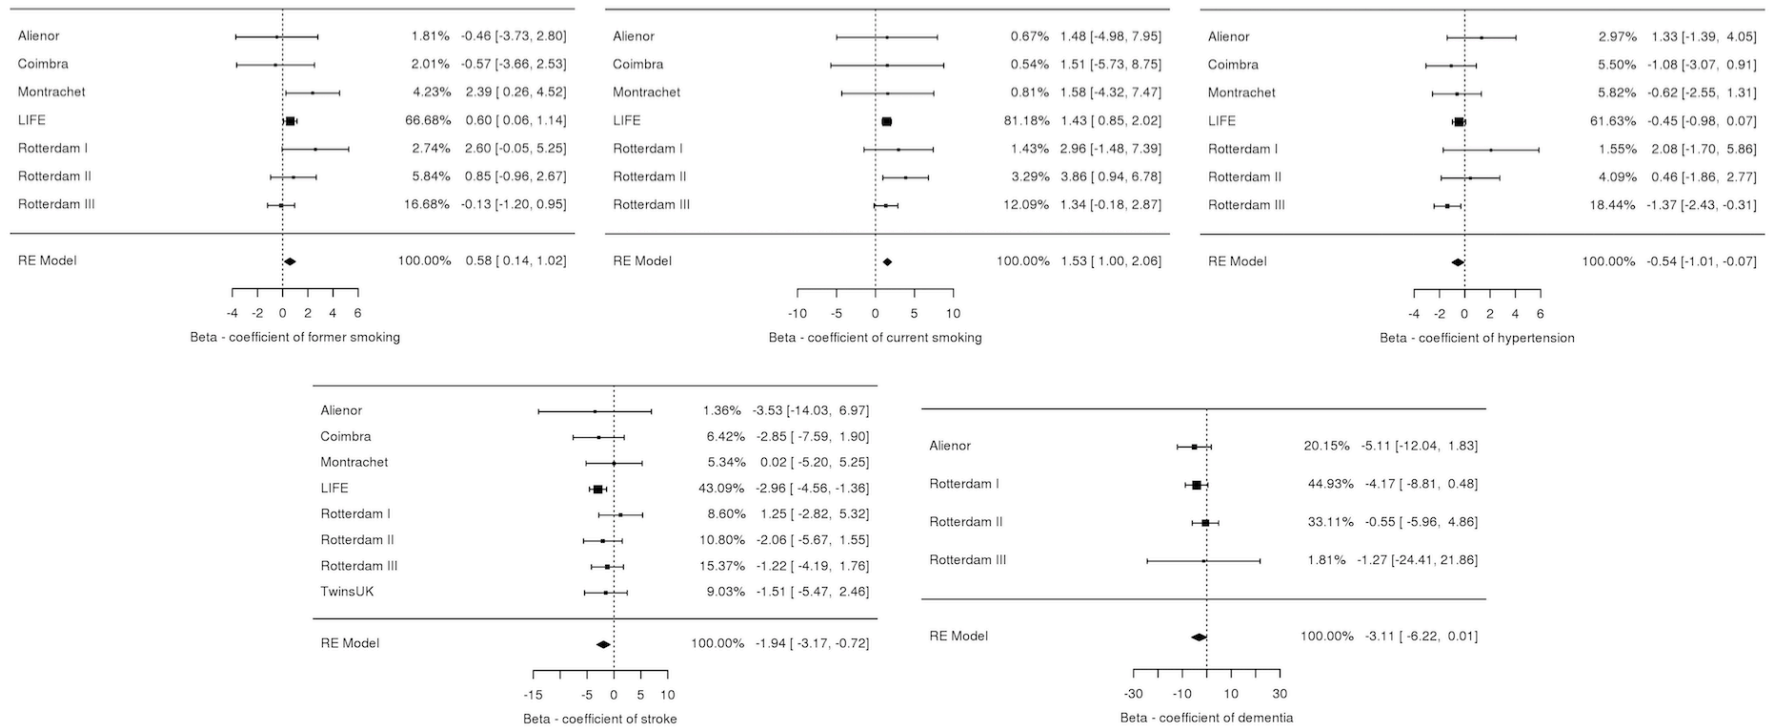 Alienor 1.81% -0.46 [-3.73, 2.80]
Coimbra 2.01% -0.57 [-3.66, 2.53]
Montrachet 4.23% 2.39 [ 0.26, 4.52]
LIFE 66.68% 0.60 [ 0.06, 1.14]
Rotterdam I 2.74% 2.60 [-0.05, 5.25]
Rotterdam II 5.84% 0.85 [-0.96, 2.67]
Rotterdam III 16.68% -0.13 [-1.20, 0.95]
RE Model 100.00% 0.58 [ 0.14, 1.02]
-4 -2 0 2 4 6
Beta - coefficient of former smoking
Alienor 0.67% 1.48 [-4.98, 7.95]
Coimbra 0.54% 1.51 [-5.73, 8.75]
Montrachet 0.81% 1.58 [-4.32, 7.47]
LIFE 81.18% 1.43 [ 0.85, 2.02]
Rotterdam I 1.43% 2.96 [-1.48, 7.39]
Rotterdam II 3.29% 3.86 [ 0.94, 6.78]
Rotterdam III 12.09% 1.34 [-0.18, 2.87]
RE Model 100.00% 1.53 [ 1.00, 2.06]
-10 -5 0 5 10
Beta - coefficient of current smoking
Alienor 2.97% 1.33 [-1.39, 4.05]
Coimbra 5.50% -1.08 [-3.07, 0.91]
Montrachet 5.82% -0.62 [-2.55, 1.31]
LIFE 61.63% -0.45 [-0.98, 0.07]
Rotterdam I 1.55% 2.08 [-1.70, 5.86]
Rotterdam II 4.09% 0.46 [-1.86, 2.77]
Rotterdam III 18.44% -1.37 [-2.43, -0.31]
RE Model 100.00% -0.54 [-1.01, -0.07]
-4 -2 0 2 4 6
Beta - coefficient of hypertension
Alienor 1.36% -3.53 [-14.03, 6.97]
Coimbra 6.42% -2.85 [ -7.59, 1.90]
Montrachet 5.34% 0.02 [ -5.20, 5.25]
LIFE 43.09% -2.96 [ -4.56, -1.36]
Rotterdam I 8.60% 1.25 [ -2.82, 5.32]
Rotterdam II 10.80% -2.06 [ -5.67, 1.55]
Rotterdam III 15.37% -1.22 [ -4.19, 1.76]
TwinsUK 9.03% -1.51 [ -5.47, 2.46]
RE Model 100.00% -1.94 [ -3.17, -0.72]
-15 -5 0 5 10
Beta - coefficient of stroke
Alienor 20.15% -5.11 [-12.04, 1.83]
Rotterdam I 44.93% -4.17 [ -8.81, 0.48]
Rotterdam II 33.11% -0.55 [ -5.96, 4.86]
Rotterdam III 1.81% -1.27 [-24.41, 21.86]
RE Model 100.00% -3.11 [ -6.22, 0.01]
-30 -10 0 10 30
Beta - coefficient of dementia